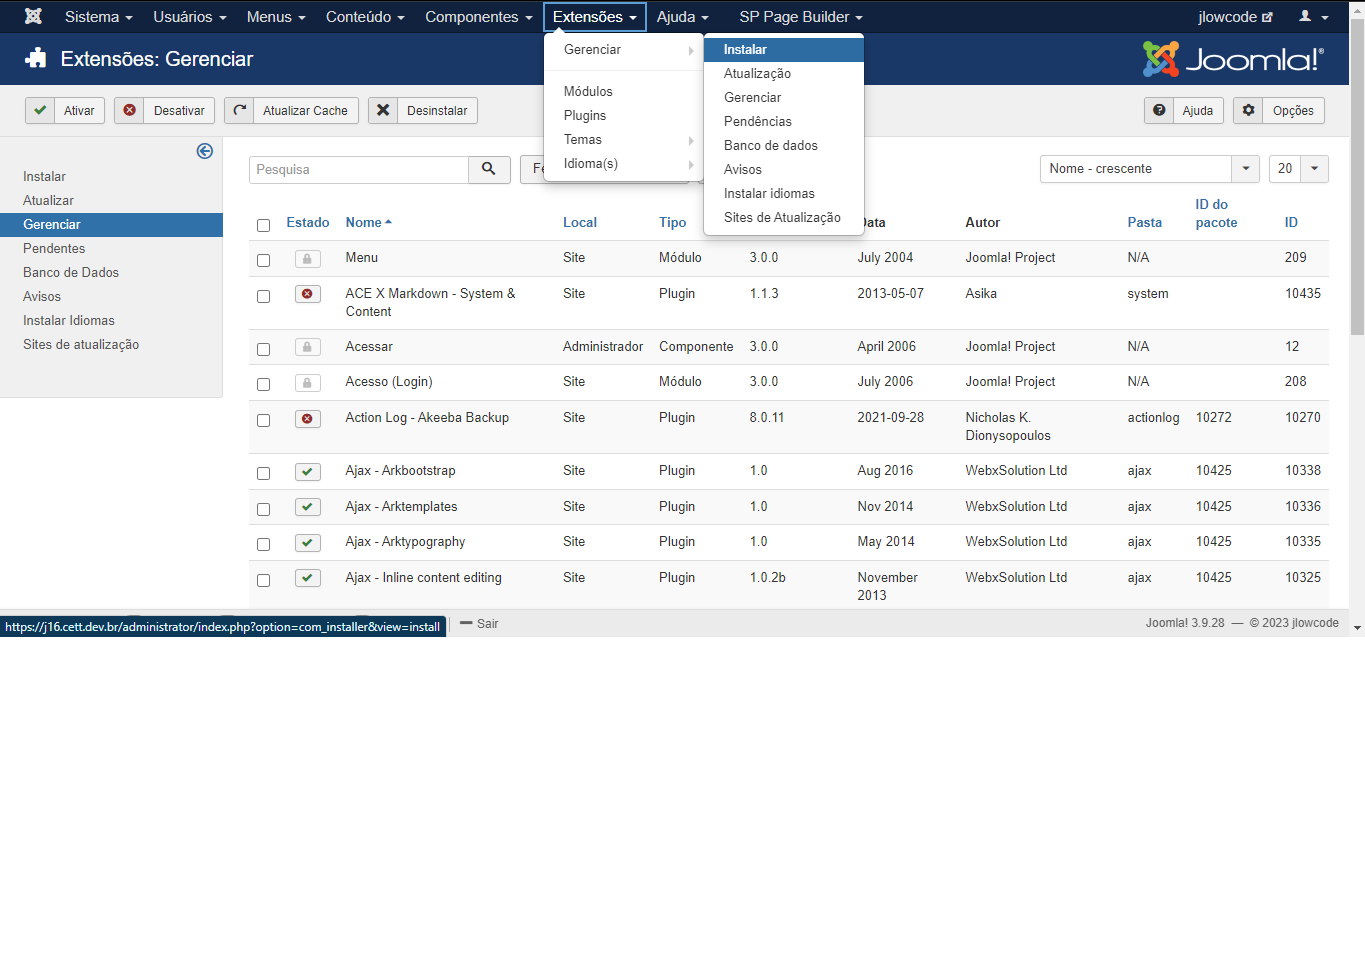 Sistema Usuários Menus Conteúdo Componentes Extensões Ajuda SP Page Builder jlowcode
Extensões: Gerenciar
Joomla!®
Gerenciar
Módulos
Plugins
Temas
Idioma(s)
Instalar
Atualização
Gerenciar
Pendências
Banco de dados
Avisos
Instalar idiomas
Sites de Atualização
Ativar Desativar Atualizar Cache Desinstalar Ajuda Opções
Instalar
Atualizar
Gerenciar
Pendentes
Banco de Dados
Avisos
Instalar Idiomas
Sites de atualização
Pesquisa Nome - crescente 20
Estado Nome Local Tipo Autor Pasta ID do pacote ID
Menu Site Módulo 3.0.0 July 2004 Joomla! Project N/A 209
ACE X Markdown - System & Site Plugin 1.1.3 2013-05-07 Asika system 10435
Content
Acessar Administrador Componente 3.0.0 April 2006 Joomla! Project N/A 12
Acesso (Login) Site Módulo 3.0.0 July 2006 Joomla! Project N/A 208
Action Log - Akeeba Backup Site Plugin 8.0.11 2021-09-28 Nicholas K. actionlog 10272 10270
Dionysopoulos
Ajax - Arkbootstrap Site Plugin 1.0 Aug 2016 WebxSolution Ltd ajax 10425 10338
Ajax - Arktemplates Site Plugin 1.0 Nov 2014 WebxSolution Ltd ajax 10425 10336
Ajax - Arktypography Site Plugin 1.0 May 2014 WebxSolution Ltd ajax 10425 10335
Ajax - Inline content editing Site Plugin 1.0.2b November WebxSolution Ltd ajax 10425 10325
2013
https://j16.cett.dev.br/administrator/index.php?option=com_installer&view=install Sair Joomla! 3.9.28 — © 2023 jlowcode